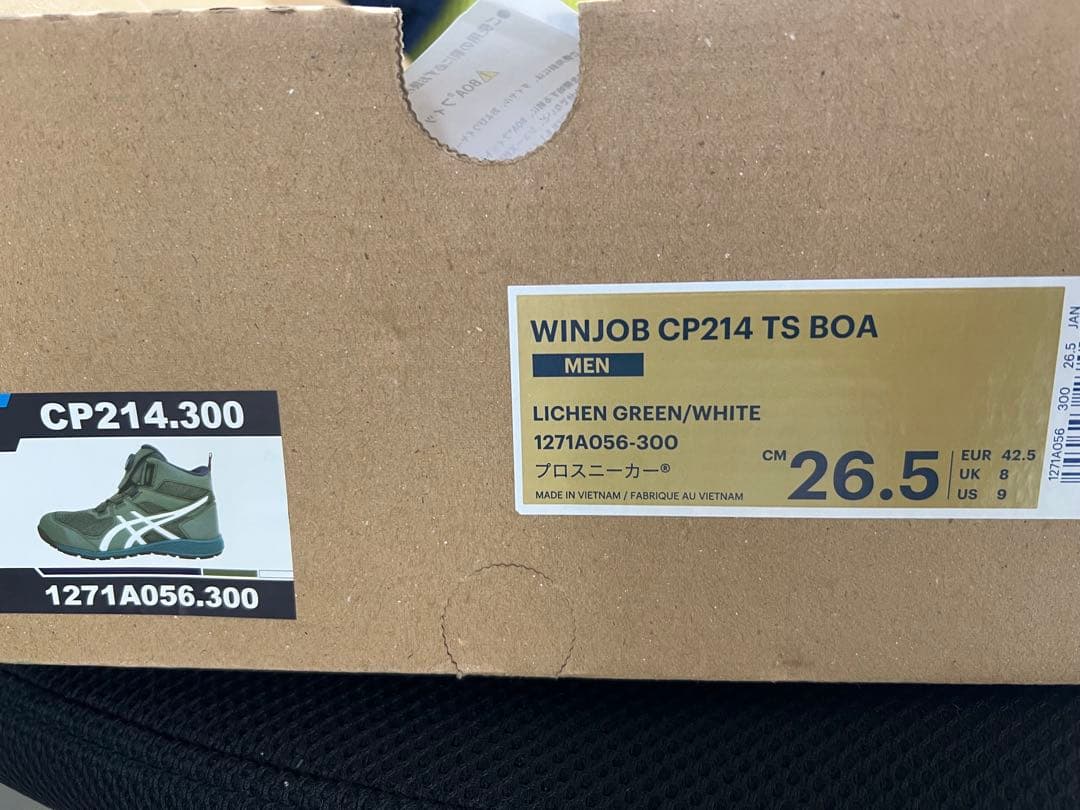 BOA
WINJOB CP214 TS BOA
MEN
LICHEN GREEN/WHITE
1271A056-300
プロスニーカー®
MADE IN VIETNAM / FABRIQUE AU VIETNAM
CM 26.5
EUR 42.5
UK 8
US 9
1271A056 300 26.5 JAN
CP214.300
1271A056.300